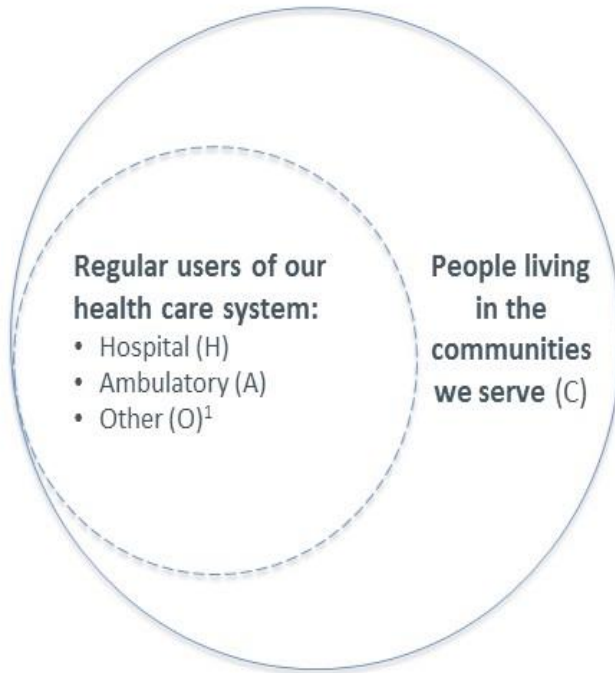 Regular users of our
health care system:
• Hospital (H)
• Ambulatory (A)
• Other (O)¹
People living
in the
communities
we serve (C)